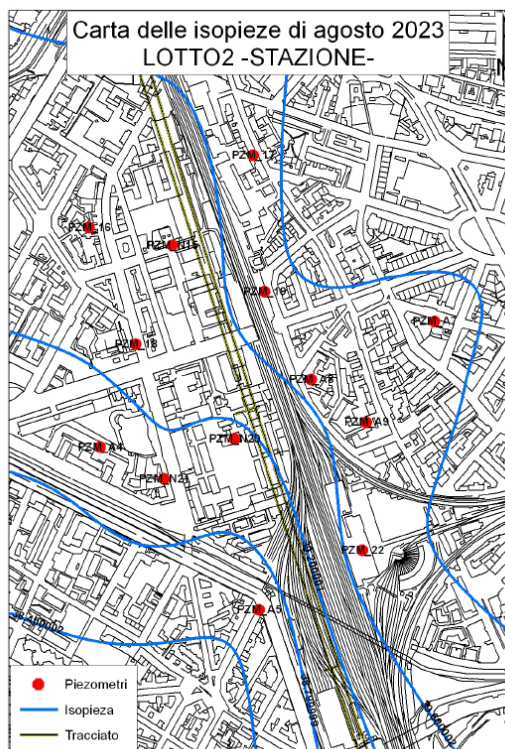 Carta delle isopieze di agosto 2023
LOTTO2 -STAZIONE-
N
PZM_17
PZM_16
PZM_N15
PZM_19
PZM_A7
PZM_18
PZM_A8
PZM_A9
PZM_N20
PZM_A4
PZM_N21
PZM_22
PZM_A5
Piezometri
Isopieza
Tracciato